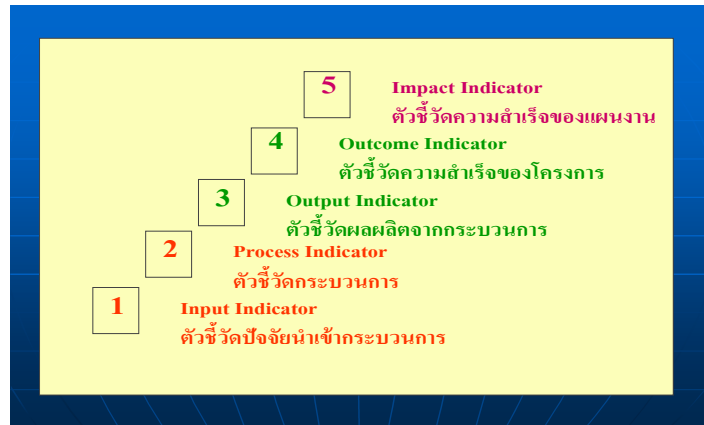 5
Impact Indicator
ตัวชี้วัดความสำเร็จของแผนงาน
4
Outcome Indicator
ตัวชี้วัดความสำเร็จของโครงการ
3
Output Indicator
ตัวชี้วัดผลผลิตจากกระบวนการ
2
Process Indicator
ตัวชี้วัดกระบวนการ
1
Input Indicator
ตัวชี้วัดปัจจัยนำเข้ากระบวนการ